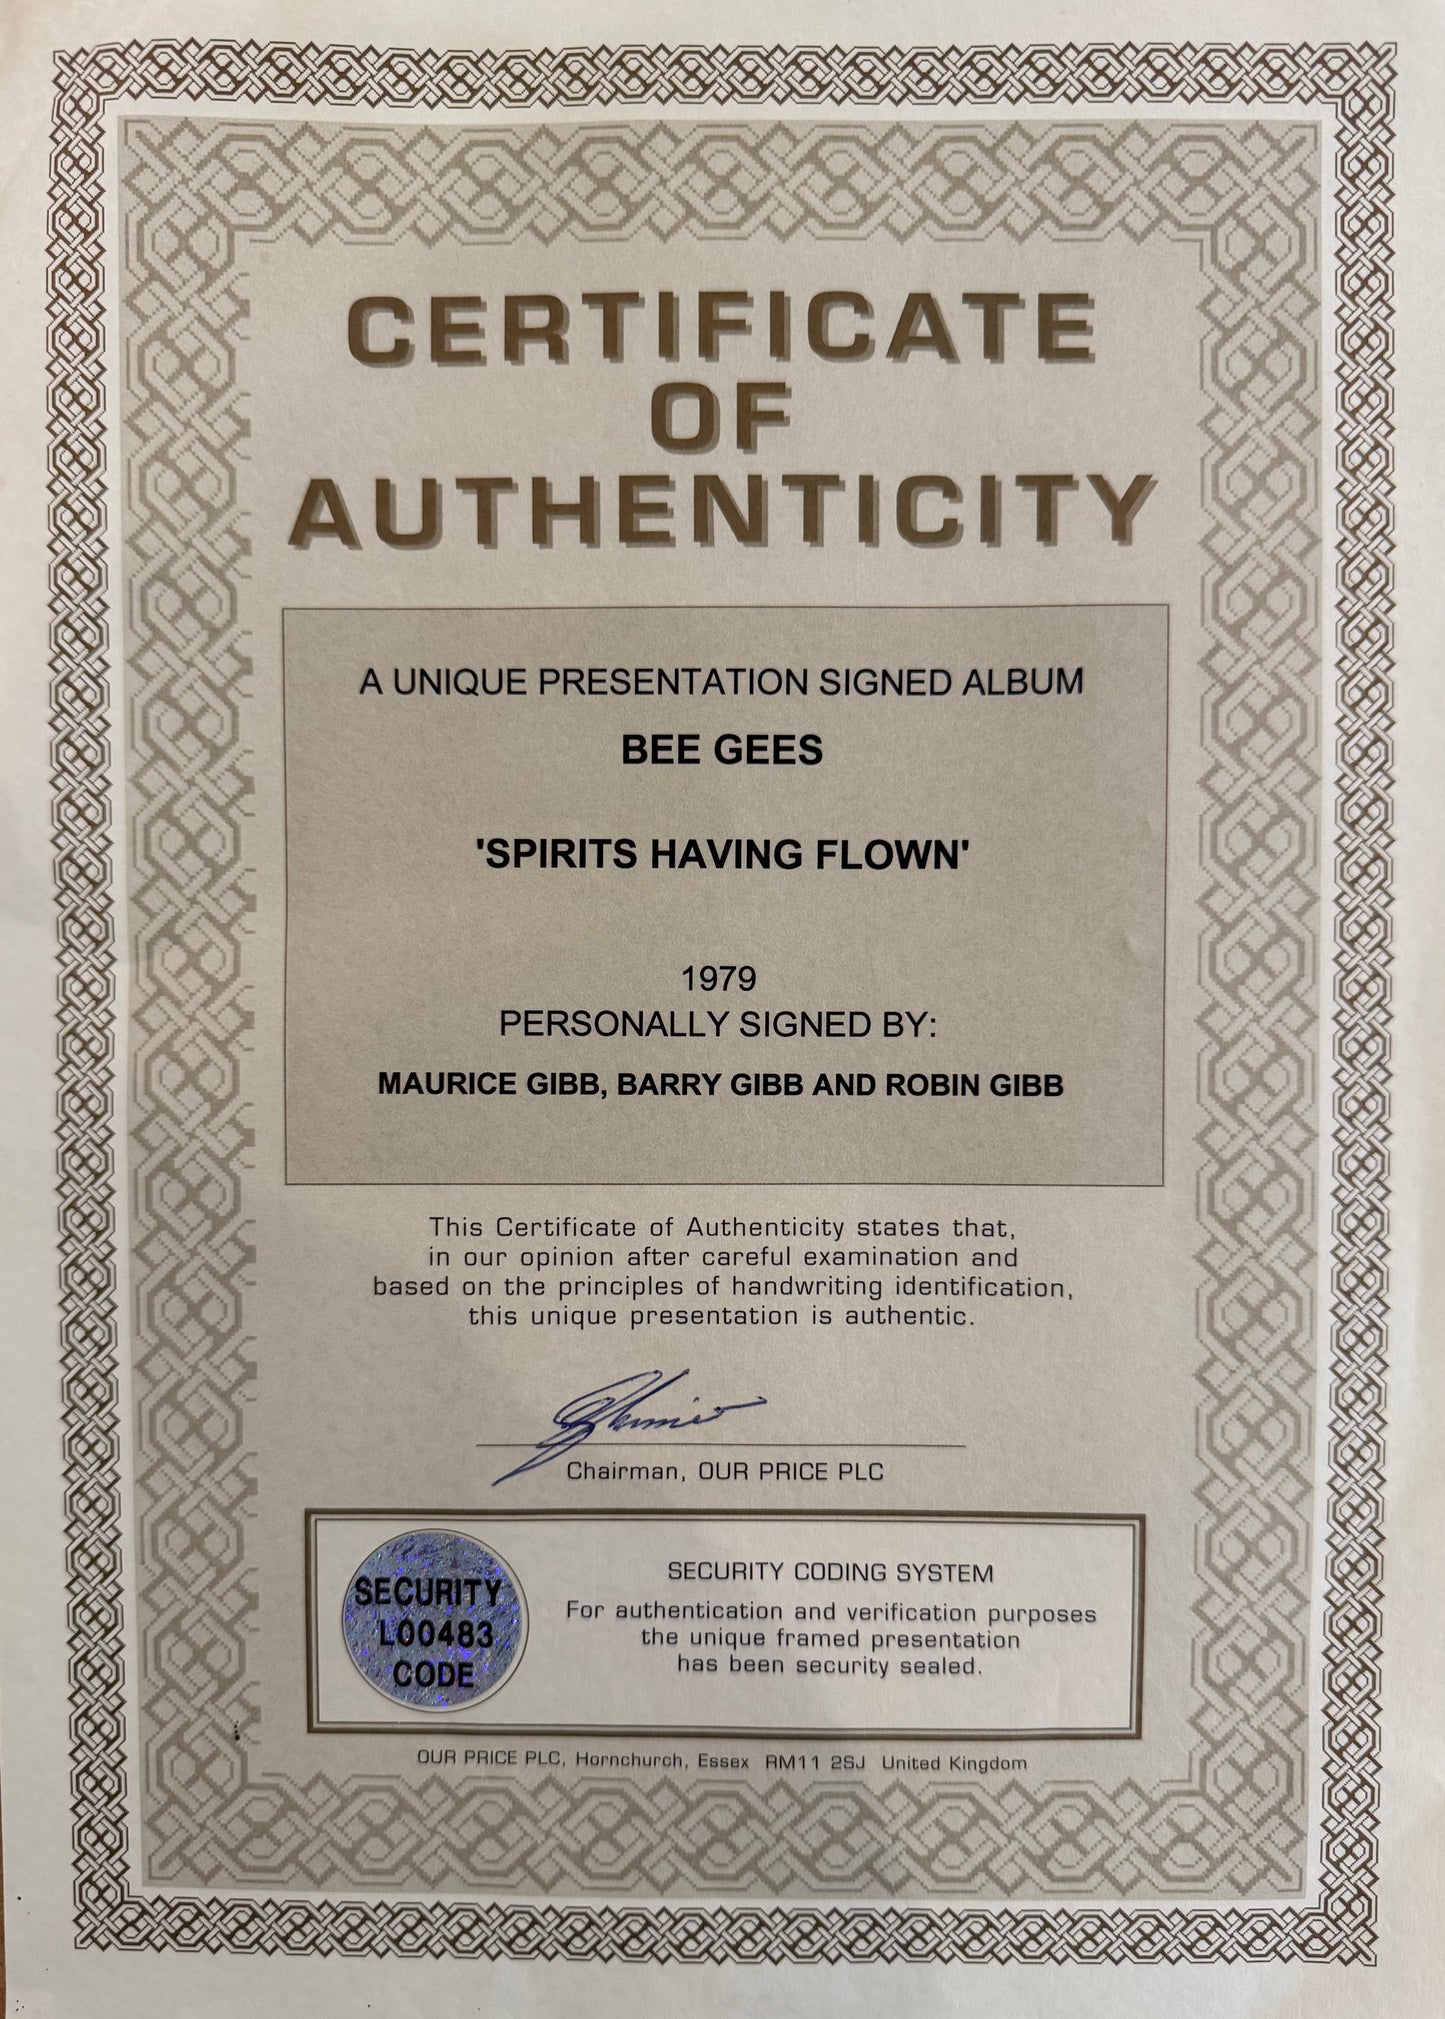 CERTIFICATE
OF
AUTHENTICITY
A UNIQUE PRESENTATION SIGNED ALBUM
BEE GEES
'SPIRITS HAVING FLOWN'
1979
PERSONALLY SIGNED BY:
MAURICE GIBB, BARRY GIBB AND ROBIN GIBB
This Certificate of Authenticity states that,
in our opinion after careful examination and
based on the principles of handwriting identification,
this unique presentation is authentic.
Chairman, OUR PRICE PLC
SECURITY
L00483
CODE
SECURITY CODING SYSTEM
For authentication and verification purposes
the unique framed presentation
has been security sealed.
OUR PRICE PLC, Hornchurch, Essex RM11 2SJ United Kingdom